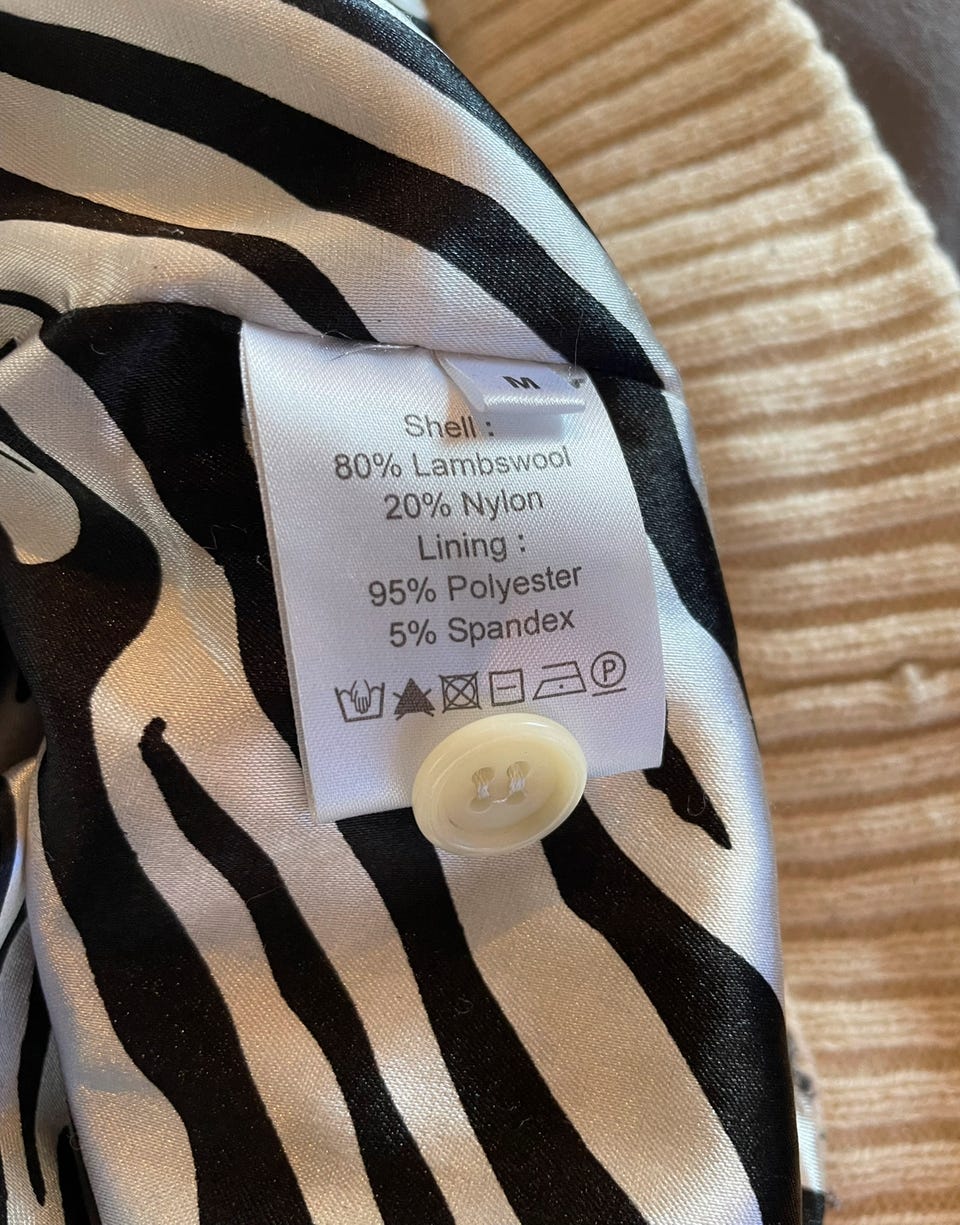 M
Shell :
80% Lambswool
20% Nylon
Lining :
95% Polyester
5% Spandex
P